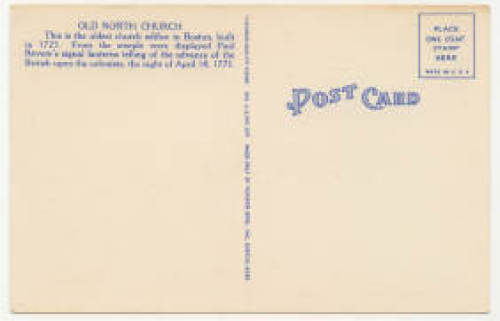 OLD NORTH CHURCH
This is the oldest church edifice in Boston, built
in 1723. From the steeple were displayed Paul
Revere's signal lanterns telling of the advance of the
British upon the colonists, the night of April 18, 1775.
POST CARD
PLACE
ONE CENT
STAMP
HERE
MADE IN U.S.A.